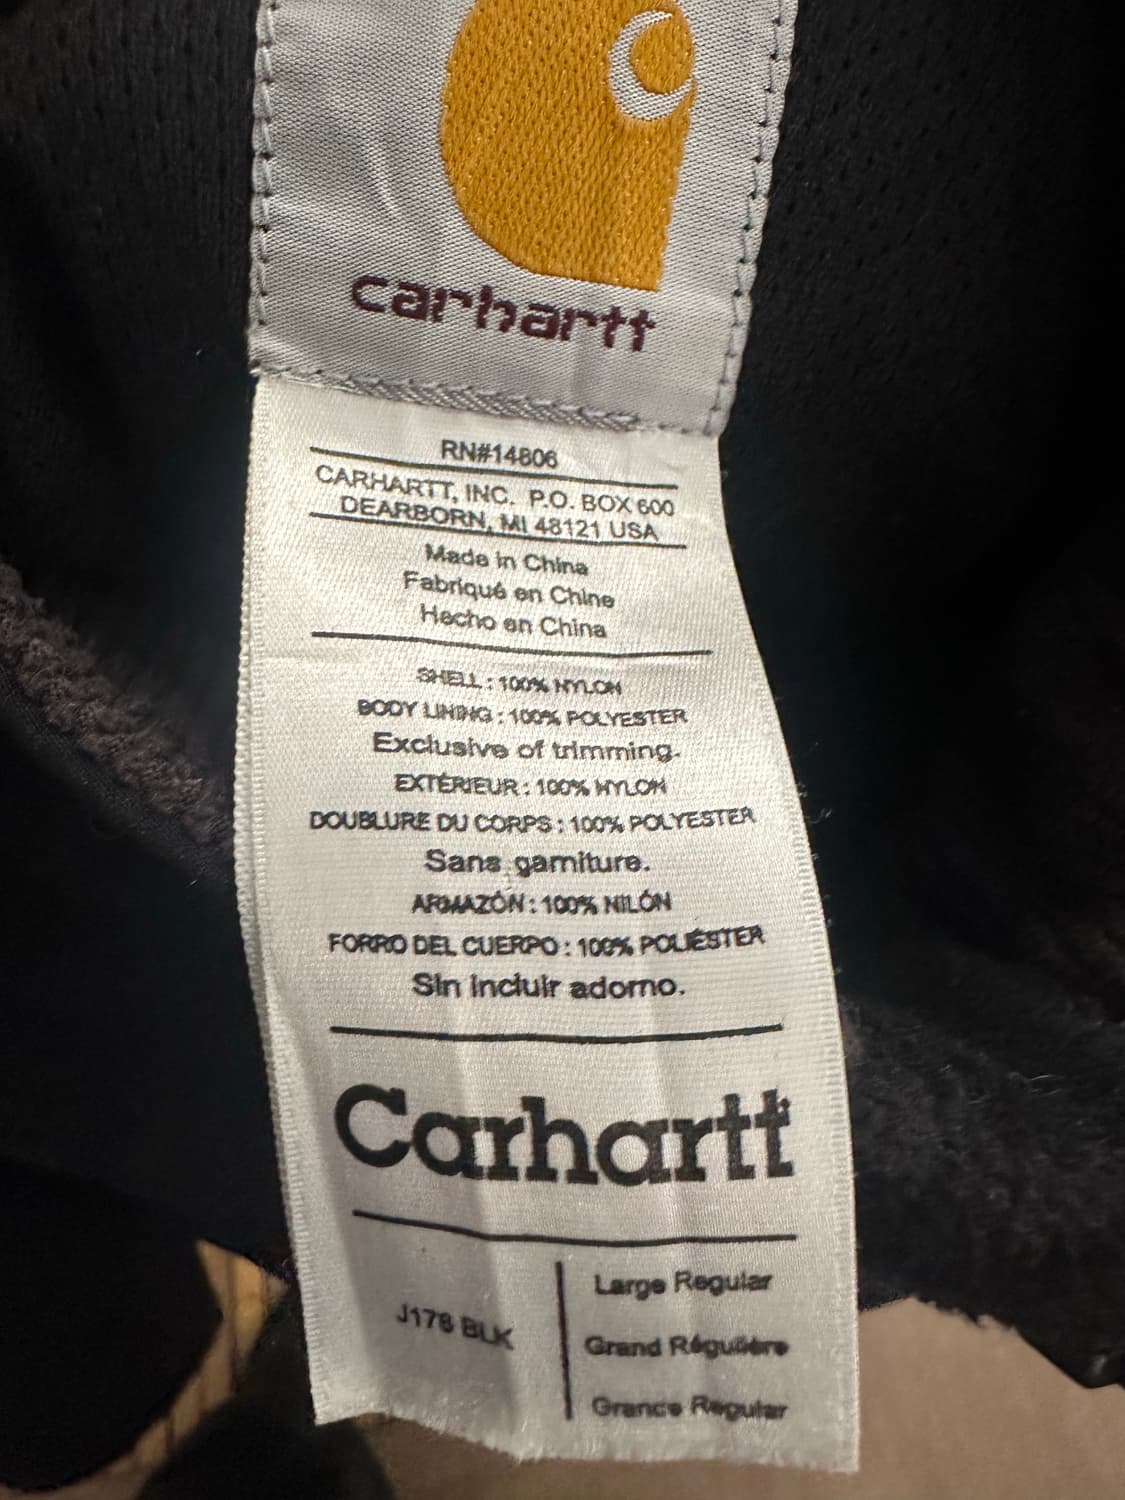 carhartt
RN#14806
CARHARTT, INC. P.O. BOX 600
DEARBORN, MI 48121 USA
Made in China
Fabriqué en Chine
Hecho en China
SHELL : 100% NYLON
BODY LINING : 100% POLYESTER
Exclusive of trimming.
EXTÉRIEUR : 100% NYLON
DOUBLURE DU CORPS : 100% POLYESTER
Sans garniture.
ARMAZÓN : 100% NILÓN
FORRO DEL CUERPO : 100% POLIÉSTER
Sin incluir adorno.
Carhartt
J178 BLK
Large Regular
Grand Régulière
Grande Regular